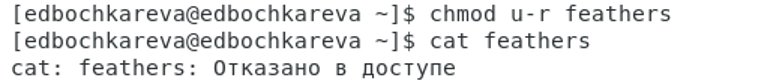 [edbochkareva@edbochkareva ~]$ chmod u-r feathers
[edbochkareva@edbochkareva ~]$ cat feathers
cat: feathers: Отказано в доступе